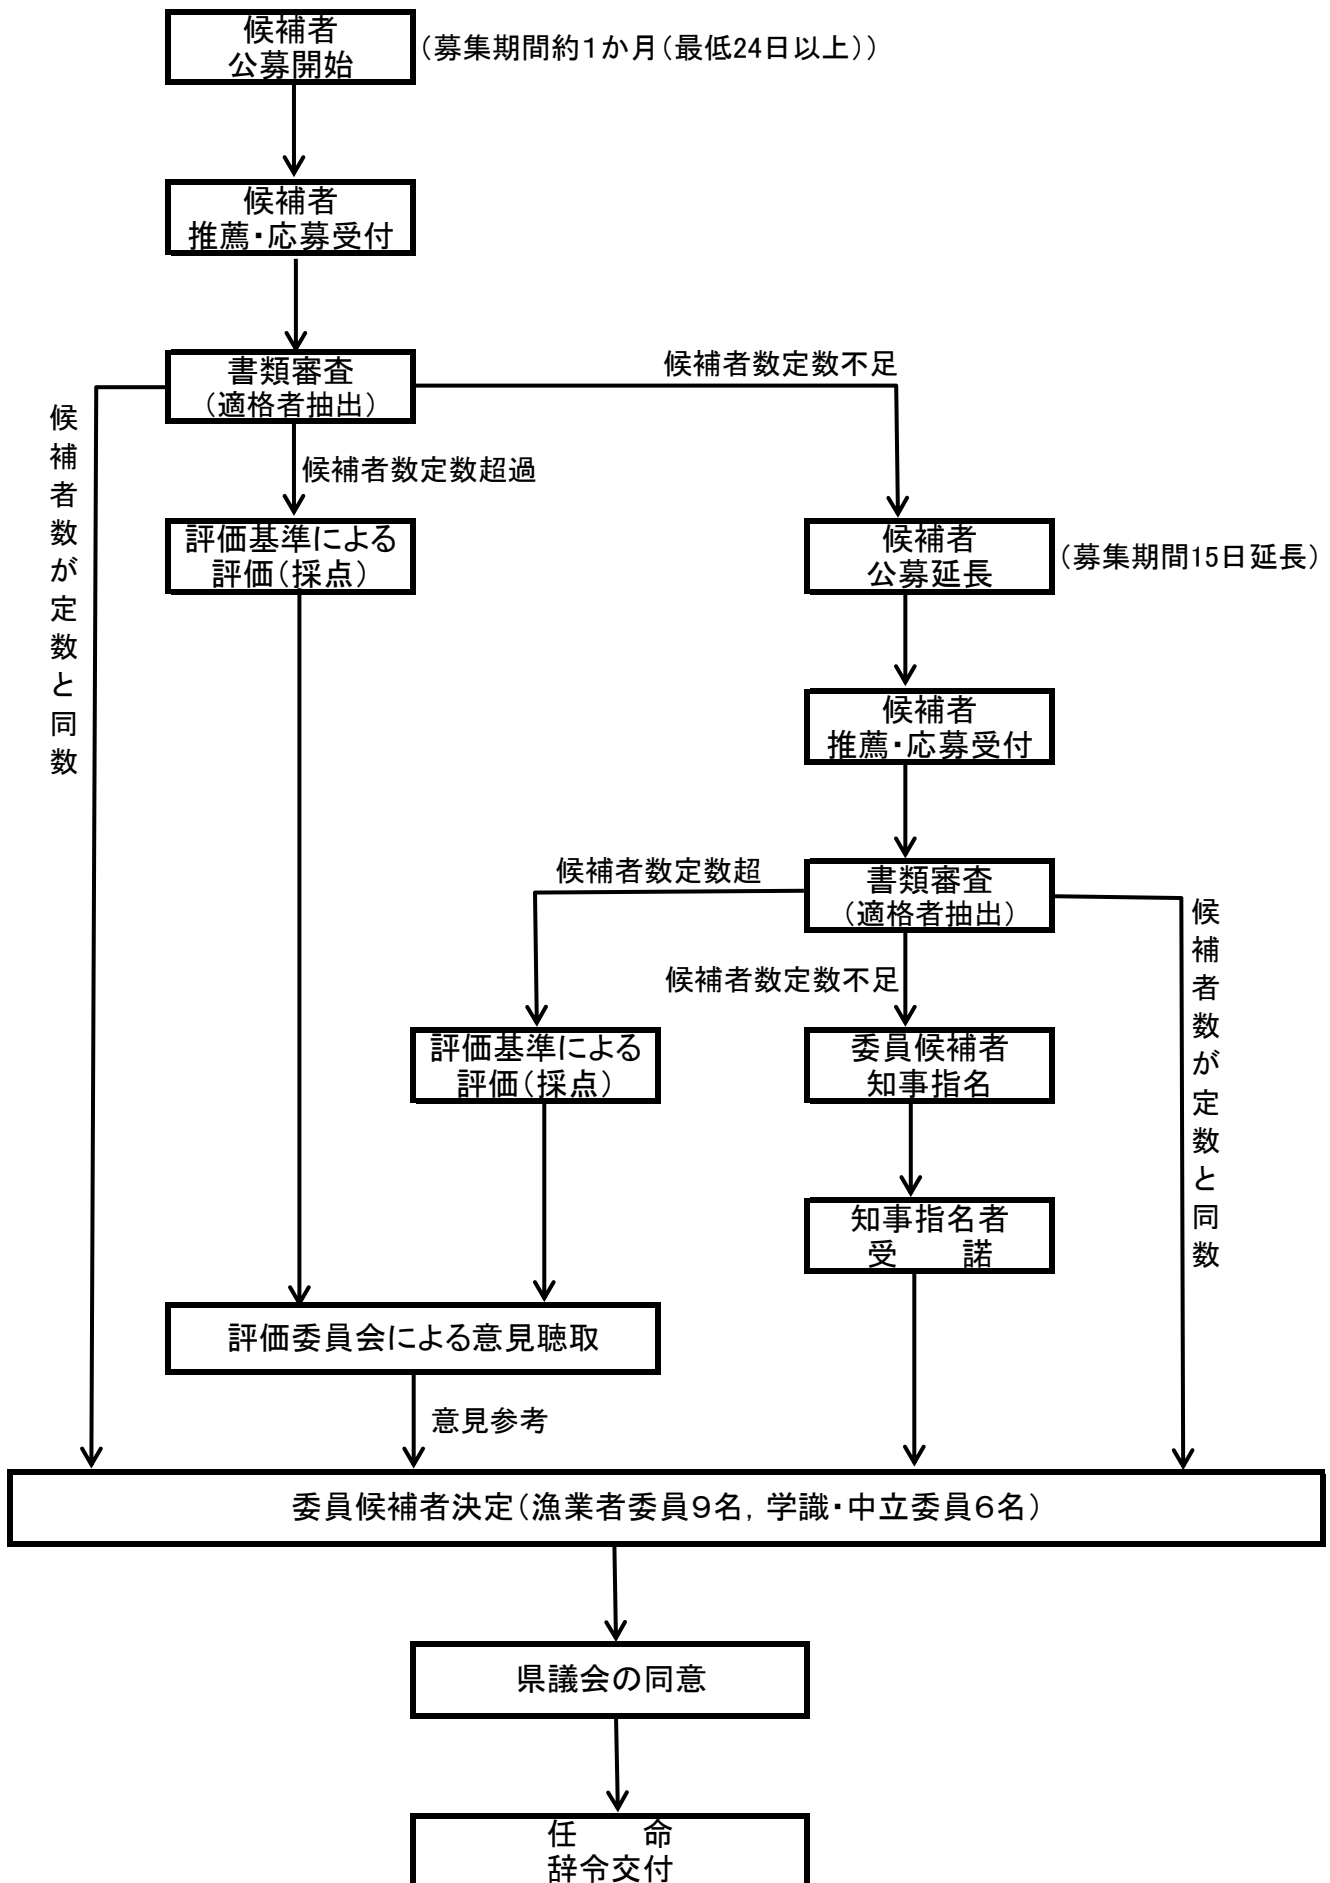 候補者
公募開始
(募集期間約1か月(最低24日以上))
候補者
推薦・応募受付
書類審査
(適格者抽出)
候補者数定数不足
候補者数が定数と同数
候補者数定数超過
評価基準による
評価(採点)
候補者
公募延長
(募集期間15日延長)
候補者
推薦・応募受付
候補者数定数超
書類審査
(適格者抽出)
候補者数が定数と同数
候補者数定数不足
評価基準による
評価(採点)
委員候補者
知事指名
知事指名者
受　　諾
評価委員会による意見聴取
意見参考
委員候補者決定(漁業者委員9名,学識・中立委員6名)
県議会の同意
任　　命
辞令交付